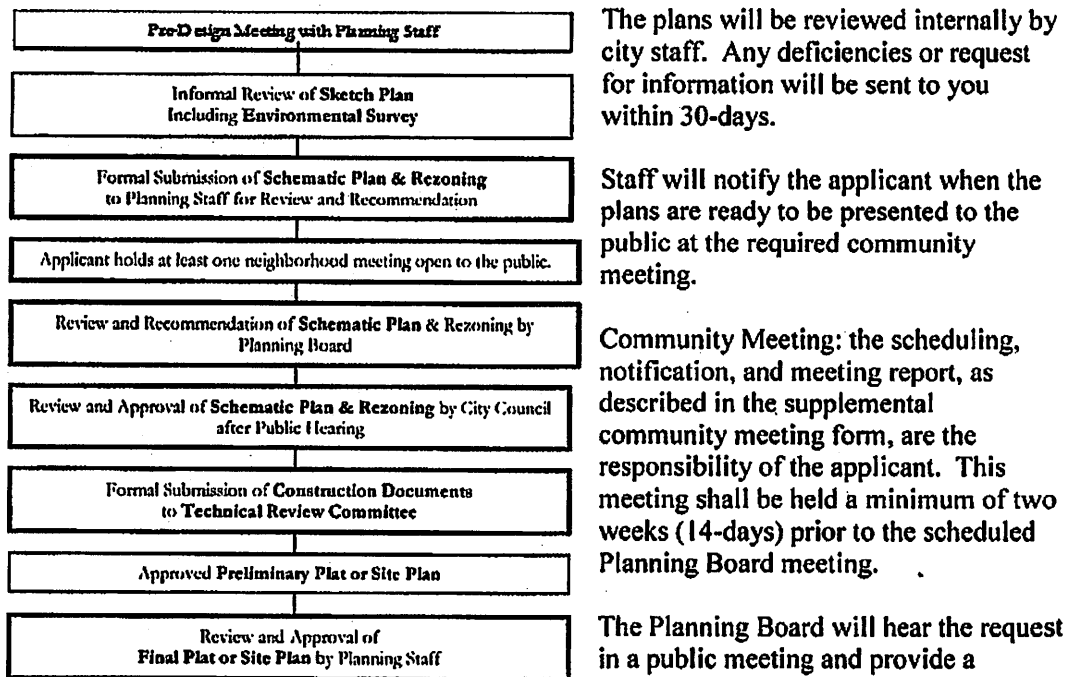 Pre-Design Meeting with Planning Staff
Informal Review of Sketch Plan
Including Environmental Survey
Formal Submission of Schematic Plan & Rezoning
to Planning Staff for Review and Recommendation
Applicant holds at least one neighborhood meeting open to the public.
Review and Recommendation of Schematic Plan & Rezoning by
Planning Board
Review and Approval of Schematic Plan & Rezoning by City Council
after Public Hearing
Formal Submission of Construction Documents
to Technical Review Committee
Approved Preliminary Plat or Site Plan
Review and Approval of
Final Plat or Site Plan by Planning Staff
The plans will be reviewed internally by
city staff. Any deficiencies or request
for information will be sent to you
within 30-days.
Staff will notify the applicant when the
plans are ready to be presented to the
public at the required community
meeting.
Community Meeting: the scheduling,
notification, and meeting report, as
described in the supplemental
community meeting form, are the
responsibility of the applicant. This
meeting shall be held a minimum of two
weeks (14-days) prior to the scheduled
Planning Board meeting.
The Planning Board will hear the request
in a public meeting and provide a